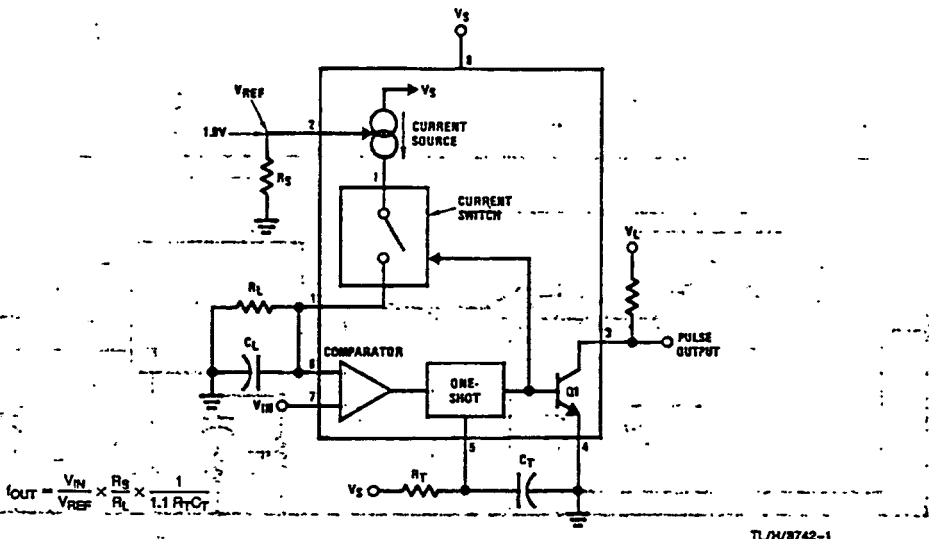 VS
8
VREF
VS
1.9V
2
CURRENT
SOURCE
RS
I
CURRENT
SWITCH
VL
RL
1
CL
COMPARATOR
6
3
PULSE
OUTPUT
ONE-
SHOT
Q1
VIN
7
5
4
RT
CT
VS
fOUT = VIN/VREF × RS/RL × 1/1.1 RTCT
TL/H/8742-1